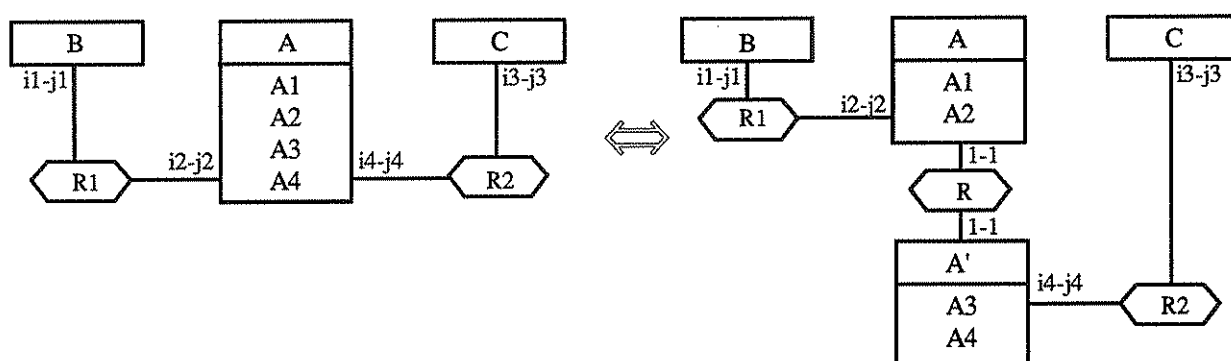 B
A
C
i1-j1
i3-j3
A1
A2
A3
A4
R1
i2-j2
i4-j4
R2
B
A
C
i1-j1
i3-j3
A1
A2
R1
i2-j2
1-1
R
1-1
A'
i4-j4
R2
A3
A4